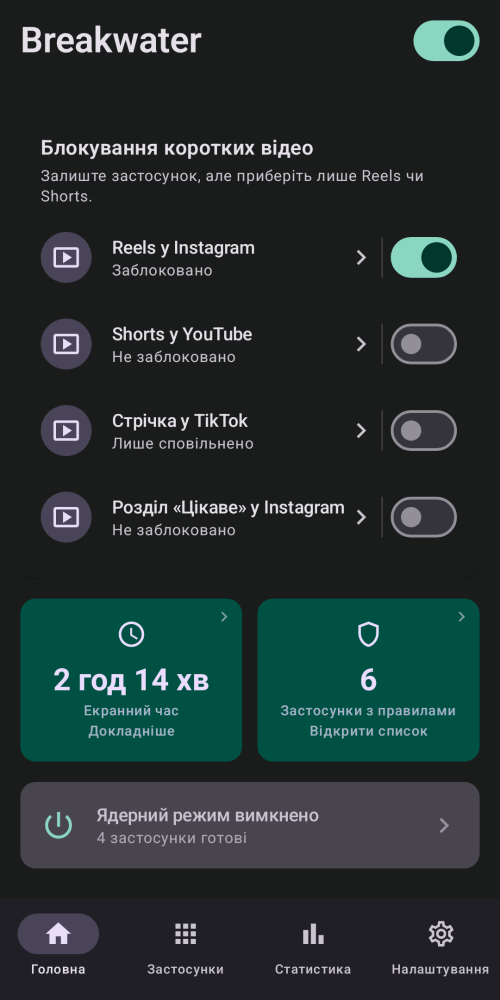 Breakwater
Блокування коротких відео
Залиште застосунок, але приберіть лише Reels чи
Shorts.
Reels у Instagram
Заблоковано
Shorts у YouTube
Не заблоковано
Стрічка у TikTok
Лише сповільнено
Розділ «Цікаве» у Instagram
Не заблоковано
2 год 14 хв
Екранний час
Докладніше
6
Застосунки з правилами
Відкрити список
Ядерний режим вимкнено
4 застосунки готові
Головна
Застосунки
Статистика
Налаштування